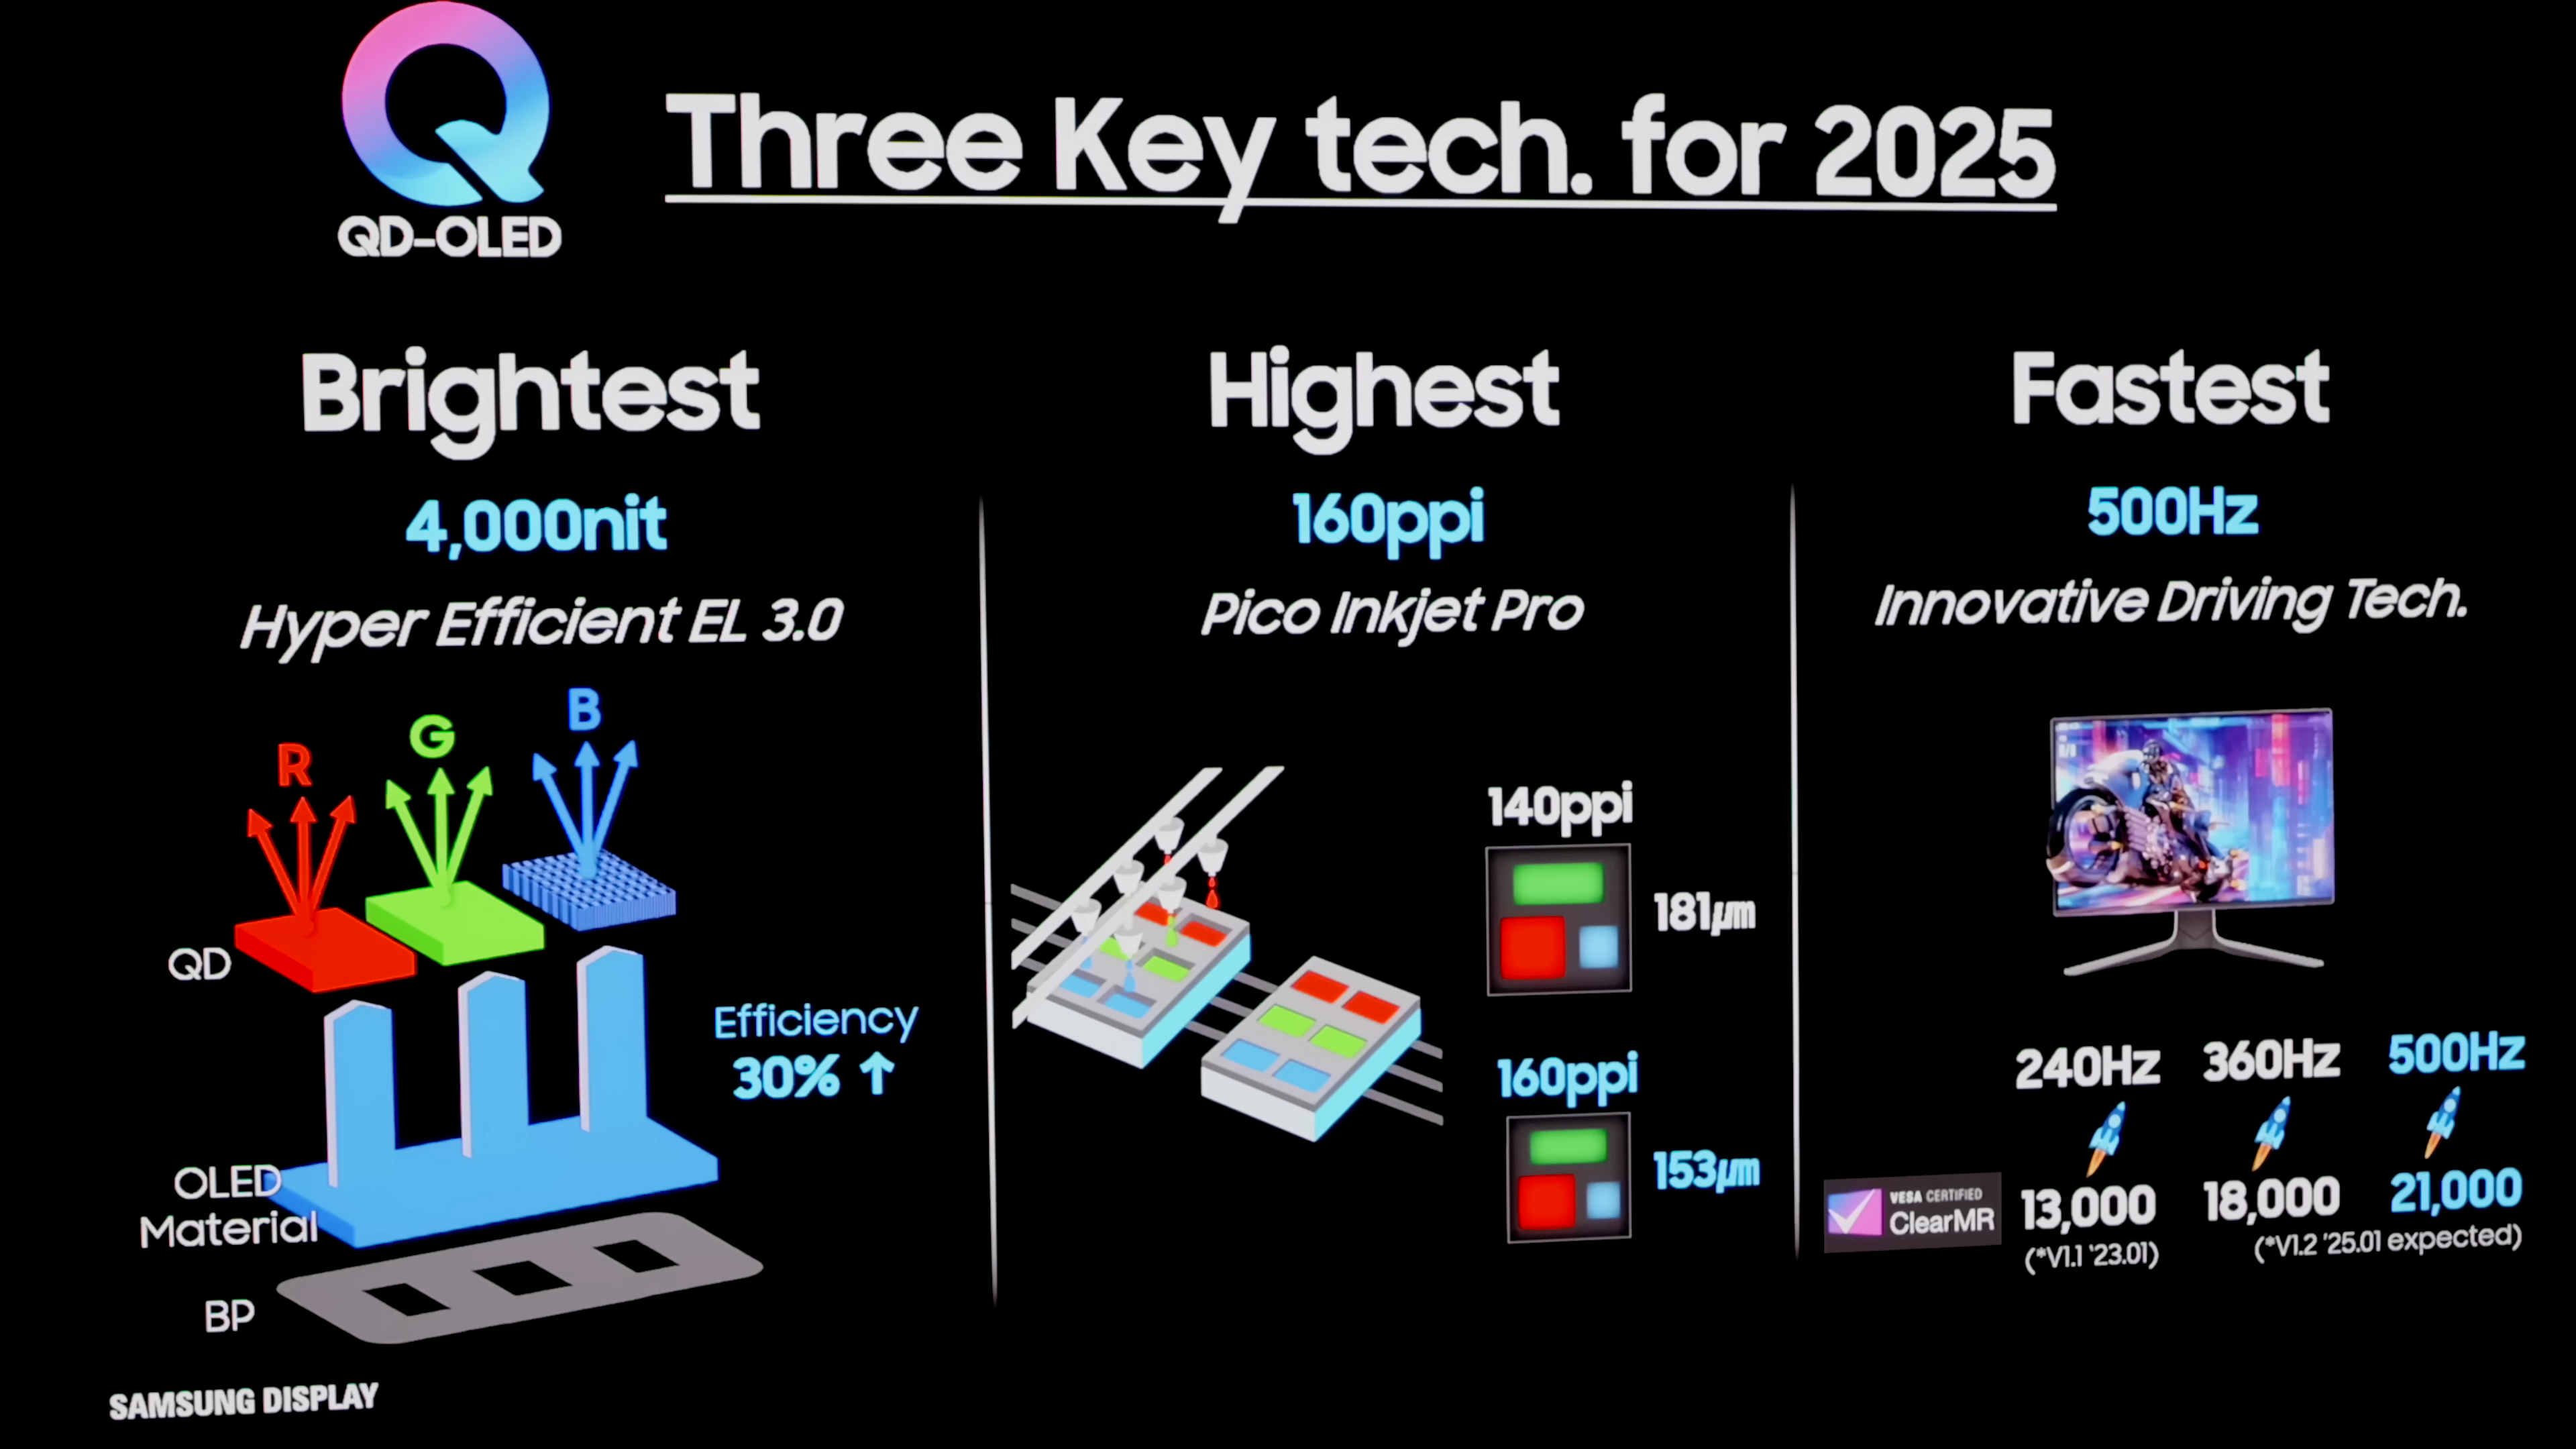 QD-OLED
Three Key tech. for 2025
Brightest
4,000nit
Hyper Efficient EL 3.0
R
G
B
QD
Efficiency
30% ↑
OLED
Material
BP
Highest
160ppi
Pico Inkjet Pro
140ppi
181㎛
160ppi
153㎛
Fastest
500Hz
Innovative Driving Tech.
240Hz 360Hz 500Hz
VESA CERTIFIED
ClearMR
13,000 18,000 21,000
(*V1.1 '23.01) (*V1.2 '25.01 expected)
SAMSUNG DISPLAY